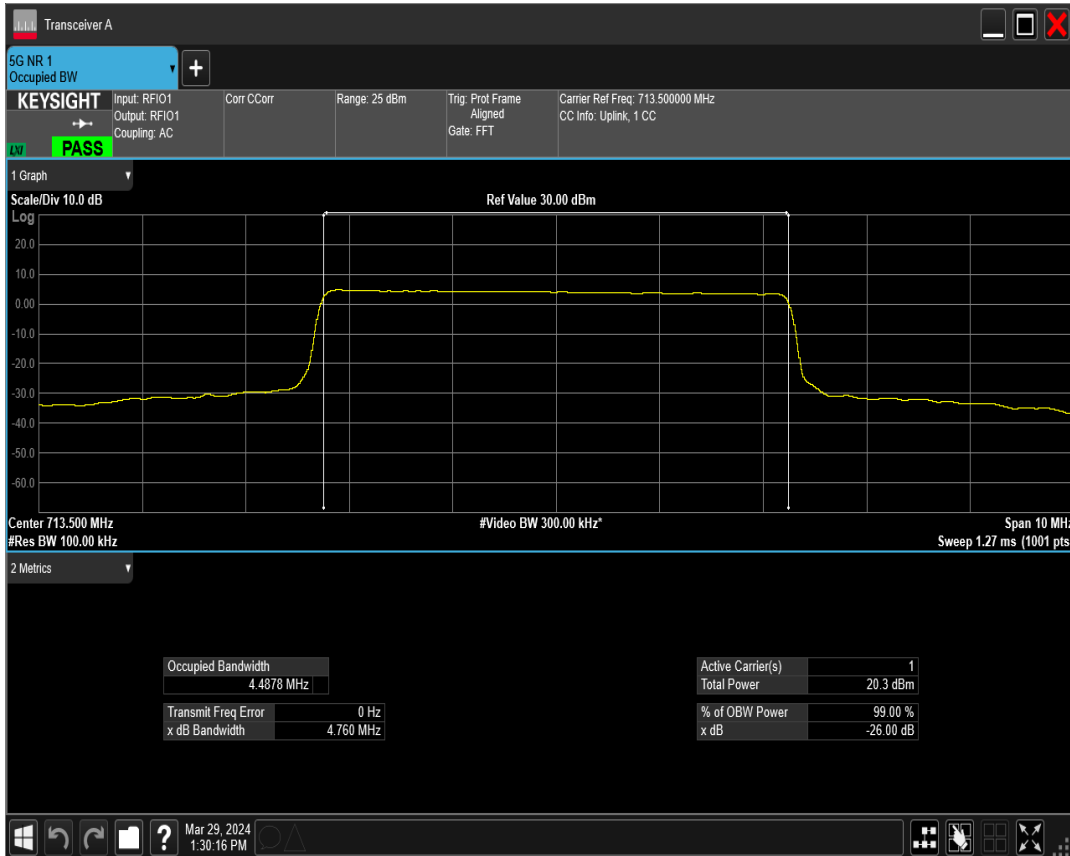 Transceiver A
5G NR 1
Occupied BW
KEYSIGHT
LXI
PASS
Input: RFIO1
Output: RFIO1
Coupling: AC
Corr CCorr
Range: 25 dBm
Trig: Prot Frame
Aligned
Gate: FFT
Carrier Ref Freq: 713.500000 MHz
CC Info: Uplink, 1 CC
1 Graph
Scale/Div 10.0 dB
Ref Value 30.00 dBm
Log
20.0
10.0
0.00
-10.0
-20.0
-30.0
-40.0
-50.0
-60.0
Center 713.500 MHz
#Video BW 300.00 kHz*
Span 10 MHz
#Res BW 100.00 kHz
Sweep 1.27 ms (1001 pts
2 Metrics
Occupied Bandwidth
4.4878 MHz
Transmit Freq Error 0 Hz
x dB Bandwidth 4.760 MHz
Active Carrier(s) 1
Total Power 20.3 dBm
% of OBW Power 99.00 %
x dB -26.00 dB
?
Mar 29, 2024
1:30:16 PM